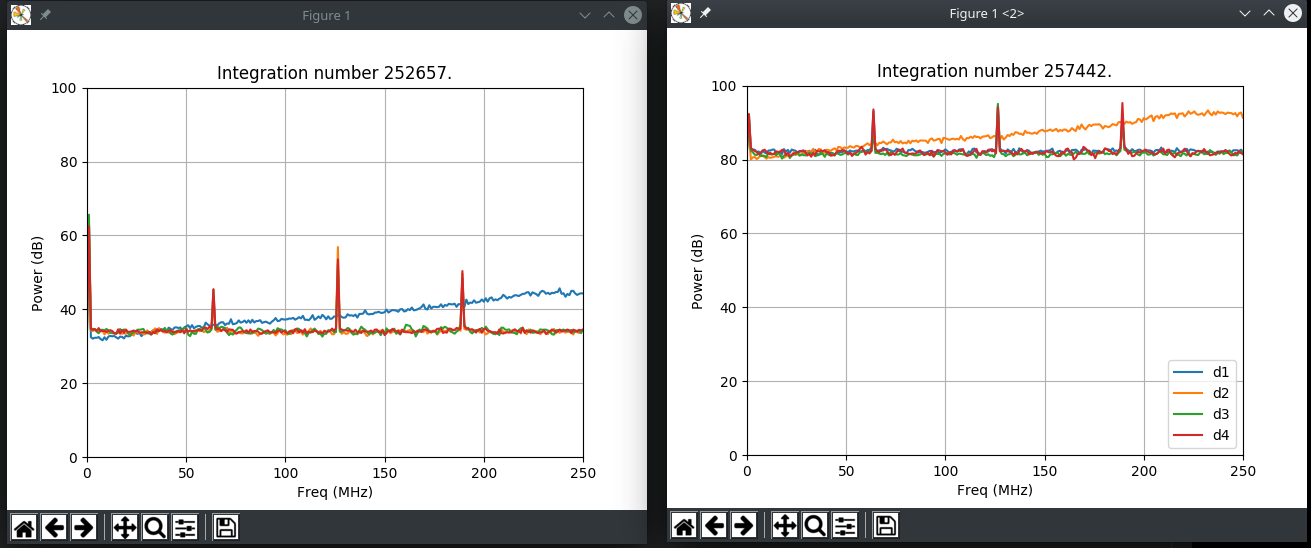 Figure 1
Integration number 252657.
100
80
60
40
20
0
Power (dB)
0 50 100 150 200 250
Freq (MHz)
Figure 1 <2>
Integration number 257442.
100
80
60
40
20
0
Power (dB)
d1
d2
d3
d4
0 50 100 150 200 250
Freq (MHz)